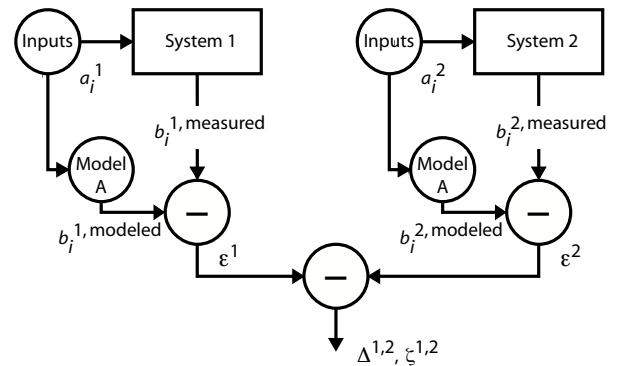 Inputs
System 1
Inputs
System 2
a_i^1
a_i^2
b_i^1,measured
b_i^2,measured
Model
A
Model
A
−
−
b_i^1,modeled
b_i^2,modeled
ε^1
ε^2
−
Δ^1,2, ζ^1,2